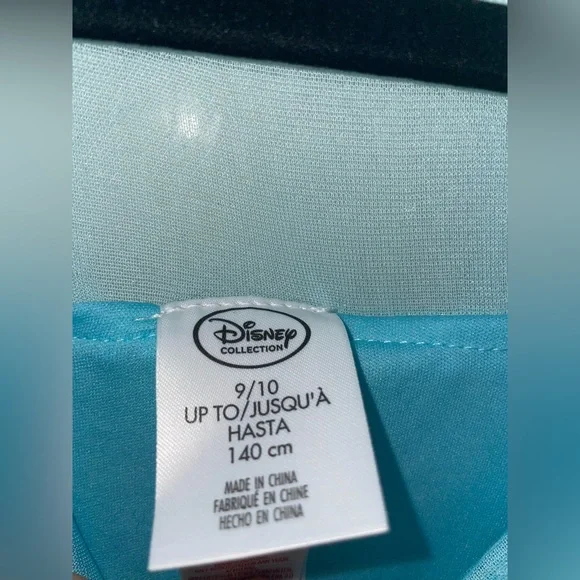 Disney
COLLECTION
9/10
UP TO/JUSQU'À
HASTA
140 cm
MADE IN CHINA
FABRIQUÉ EN CHINE
HECHO EN CHINA